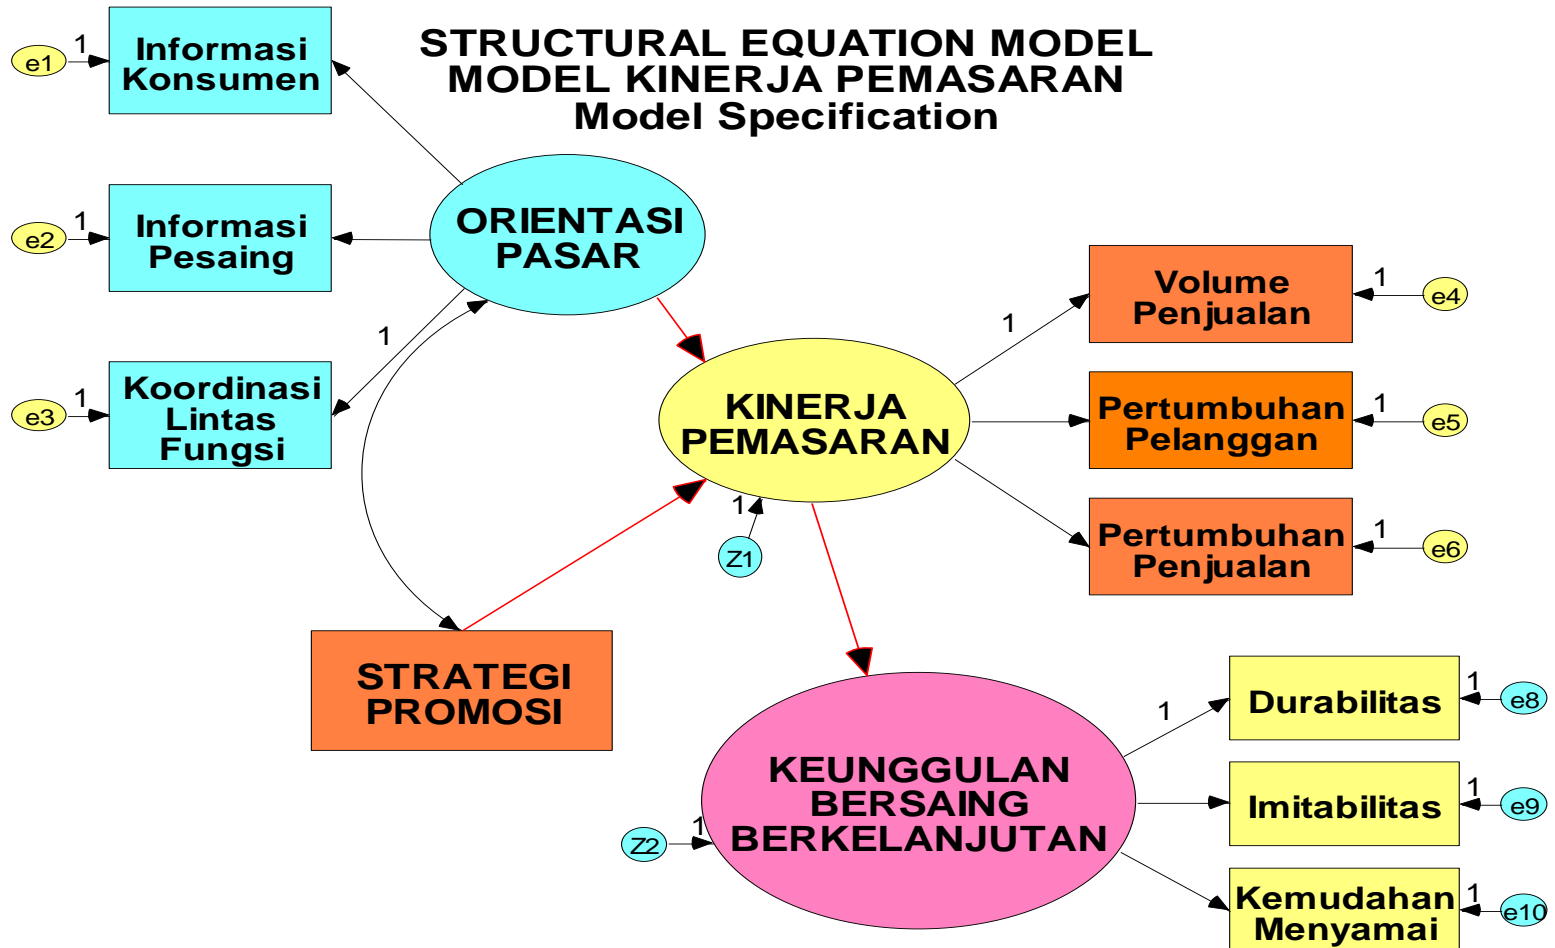 STRUCTURAL EQUATION MODEL
MODEL KINERJA PEMASARAN
Model Specification
e1
1
Informasi
Konsumen
e2
1
Informasi
Pesaing
e3
1
Koordinasi
Lintas
Fungsi
1
ORIENTASI
PASAR
KINERJA
PEMASARAN
1
Z1
1
Volume
Penjualan
1
e4
Pertumbuhan
Pelanggan
1
e5
Pertumbuhan
Penjualan
1
e6
STRATEGI
PROMOSI
KEUNGGULAN
BERSAING
BERKELANJUTAN
Z2
1
1
Durabilitas
1
e8
Imitabilitas
1
e9
Kemudahan
Menyamai
1
e10